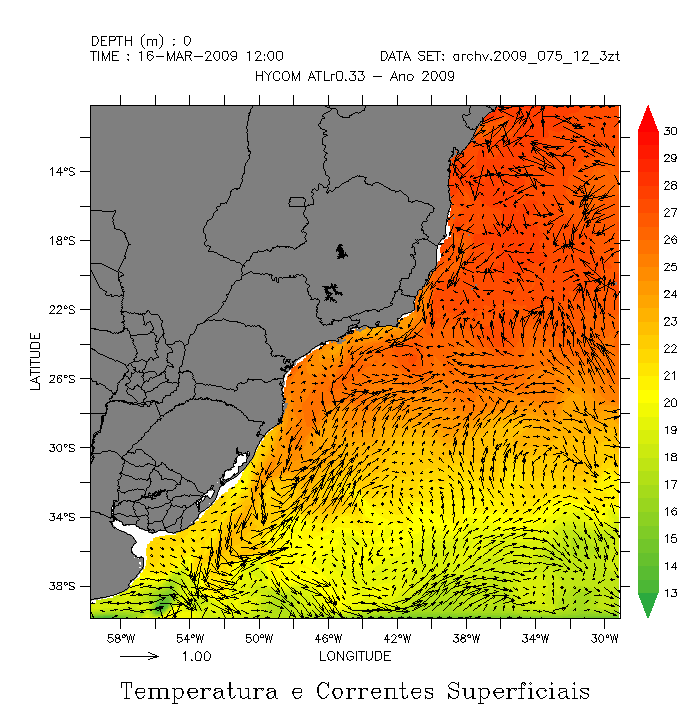 DEPTH (m) : 0
TIME : 16-MAR-2009 12:00 DATA SET: archv.2009_075_12_3zt
HYCOM ATLr0.33 - Ano 2009
14°S
18°S
22°S
26°S
30°S
34°S
38°S
LATITUDE
30
29
28
27
26
25
24
23
22
21
20
19
18
17
16
15
14
13
58°W 54°W 50°W 46°W 42°W 38°W 34°W 30°W
1.00 LONGITUDE
Temperatura e Correntes Superficiais